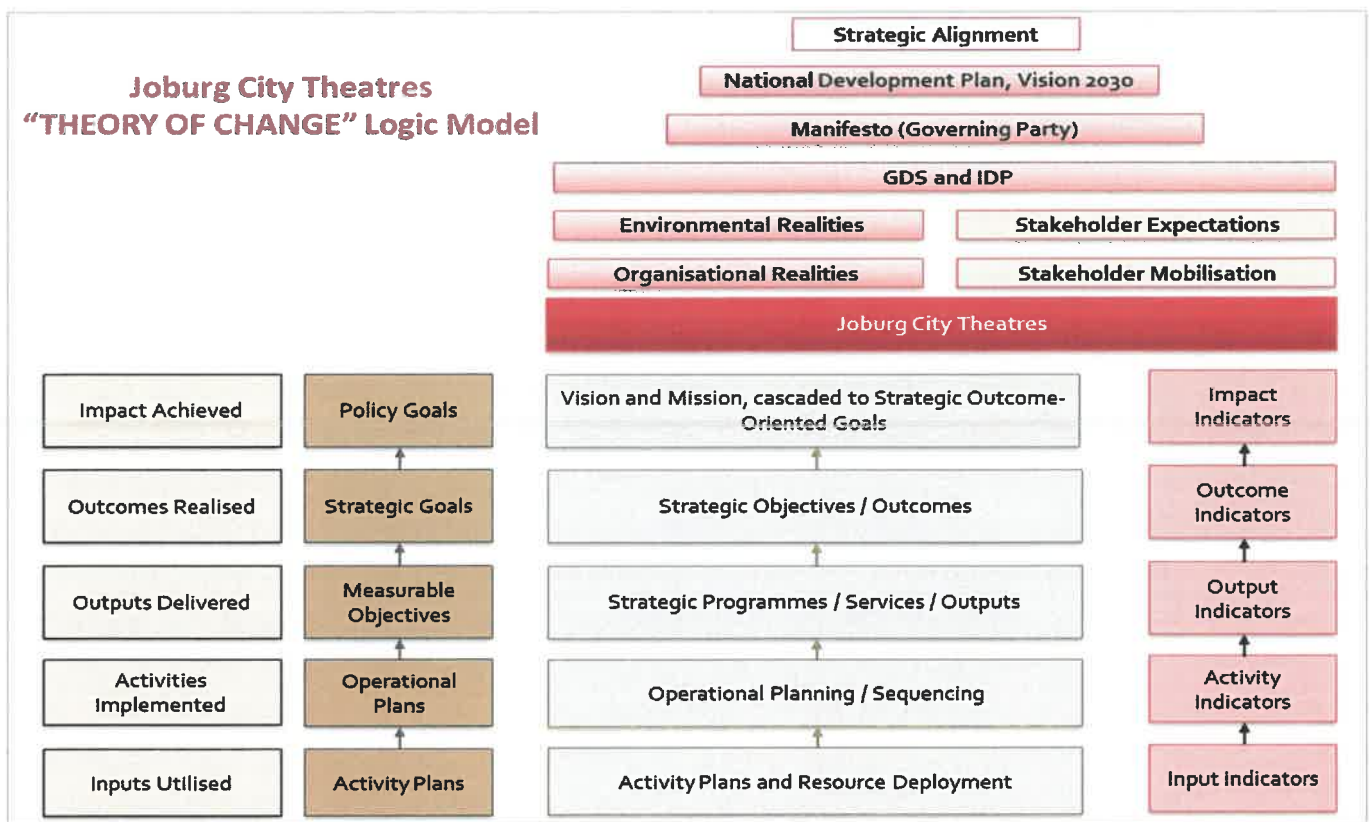 Strategic Alignment
National Development Plan, Vision 2030
Joburg City Theatres
"THEORY OF CHANGE" Logic Model
Manifesto (Governing Party)
GDS and IDP
Environmental Realities
Stakeholder Expectations
Organisational Realities
Stakeholder Mobilisation
Joburg City Theatres
Impact Achieved
Policy Goals
Vision and Mission, cascaded to Strategic Outcome-
Oriented Goals
Impact
Indicators
Outcomes Realised
Strategic Goals
Strategic Objectives / Outcomes
Outcome
Indicators
Outputs Delivered
Measurable
Objectives
Strategic Programmes / Services / Outputs
Output
Indicators
Activities
Implemented
Operational
Plans
Operational Planning / Sequencing
Activity
Indicators
Inputs Utilised
Activity Plans
Activity Plans and Resource Deployment
Input Indicators